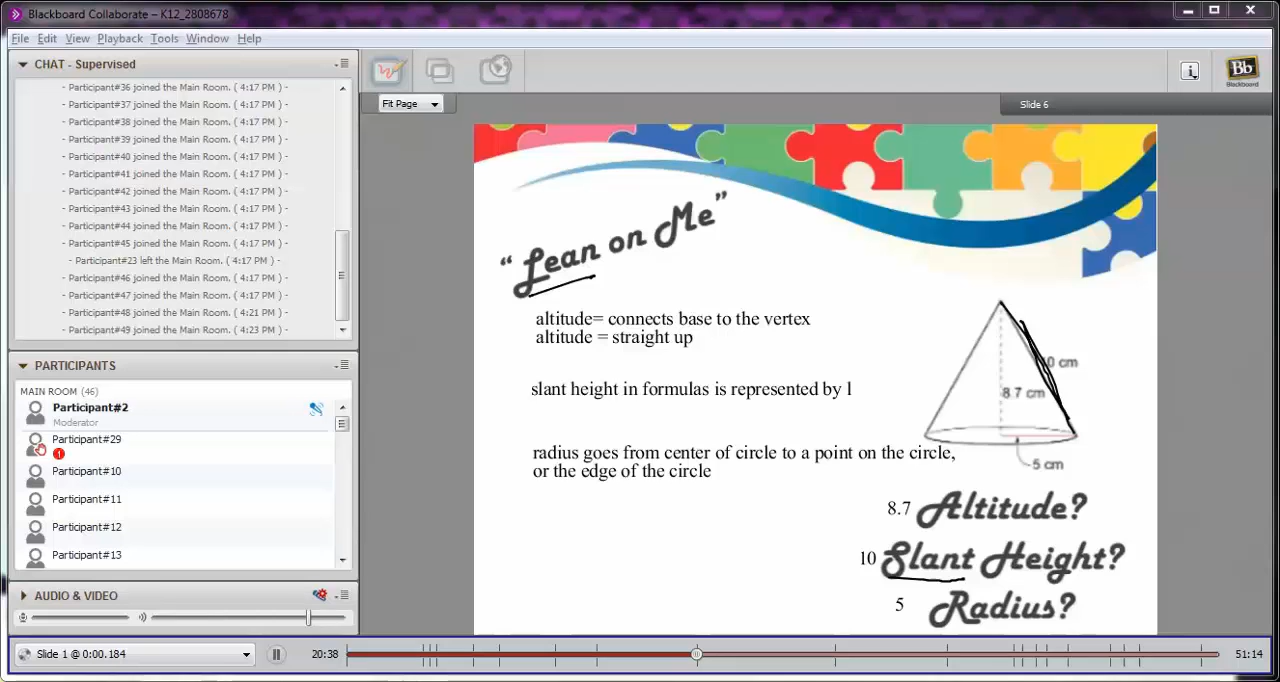 Blackboard Collaborate – K12_2808678
File Edit View Playback Tools Window Help
CHAT - Supervised
- Participant#36 joined the Main Room. ( 4:17 PM ) -
- Participant#37 joined the Main Room. ( 4:17 PM ) -
- Participant#38 joined the Main Room. ( 4:17 PM ) -
- Participant#39 joined the Main Room. ( 4:17 PM ) -
- Participant#40 joined the Main Room. ( 4:17 PM ) -
- Participant#41 joined the Main Room. ( 4:17 PM ) -
- Participant#42 joined the Main Room. ( 4:17 PM ) -
- Participant#43 joined the Main Room. ( 4:17 PM ) -
- Participant#44 joined the Main Room. ( 4:17 PM ) -
- Participant#45 joined the Main Room. ( 4:17 PM ) -
- Participant#23 left the Main Room. ( 4:17 PM ) -
- Participant#46 joined the Main Room. ( 4:17 PM ) -
- Participant#47 joined the Main Room. ( 4:17 PM ) -
- Participant#48 joined the Main Room. ( 4:21 PM ) -
- Participant#49 joined the Main Room. ( 4:23 PM ) -
PARTICIPANTS
MAIN ROOM (46)
Participant#2
Moderator
Participant#29
Participant#10
Participant#11
Participant#12
Participant#13
AUDIO & VIDEO
Fit Page
Slide 6
Bb
Blackboard
“Lean on Me”
altitude= connects base to the vertex
altitude = straight up
slant height in formulas is represented by l
radius goes from center of circle to a point on the circle,
or the edge of the circle
0 cm
8.7 cm
5 cm
8.7 Altitude?
10 Slant Height?
5 Radius?
Slide 1 @ 0:00.184
20:38
51:14